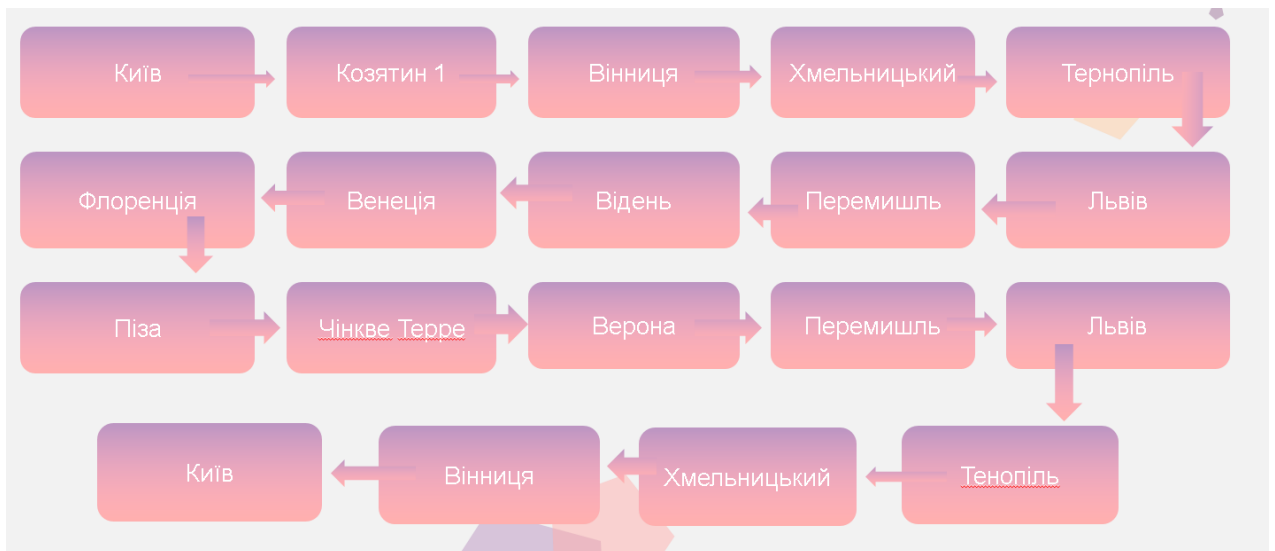 Київ
Козятин 1
Вінниця
Хмельницький
Тернопіль
Флоренція
Венеція
Відень
Перемишль
Львів
Піза
Чінкве Терре
Верона
Перемишль
Львів
Київ
Вінниця
Хмельницький
Тенопіль